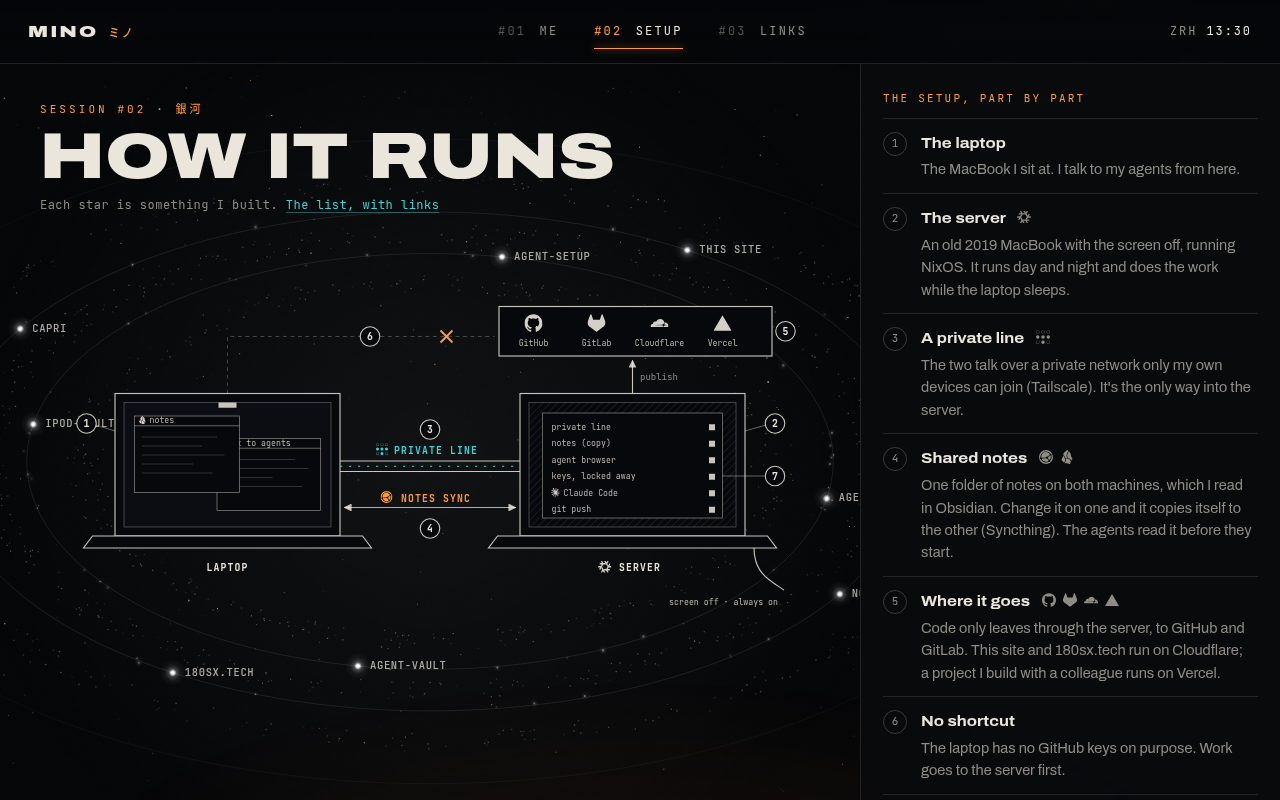 MINO ミノ
#01 ME
#02 SETUP
#03 LINKS
ZRH 13:30
SESSION #02 · 銀河
HOW IT RUNS
Each star is something I built. The list, with links
AGENT-SETUP
THIS SITE
CAPRI
6
GitHub
GitLab
Cloudflare
Vercel
5
publish
1
notes
to agents
3
PRIVATE LINE
NOTES SYNC
4
private line
notes (copy)
agent browser
keys, locked away
Claude Code
git push
2
7
LAPTOP
SERVER
screen off · always on
180SX.TECH
AGENT-VAULT
THE SETUP, PART BY PART
1 The laptop
The MacBook I sit at. I talk to my agents from here.
2 The server
An old 2019 MacBook with the screen off, running
NixOS. It runs day and night and does the work
while the laptop sleeps.
3 A private line
The two talk over a private network only my own
devices can join (Tailscale). It's the only way into the
server.
4 Shared notes
One folder of notes on both machines, which I read
in Obsidian. Change it on one and it copies itself to
the other (Syncthing). The agents read it before they
start.
5 Where it goes
Code only leaves through the server, to GitHub and
GitLab. This site and 180sx.tech run on Cloudflare;
a project I build with a colleague runs on Vercel.
6 No shortcut
The laptop has no GitHub keys on purpose. Work
goes to the server first.